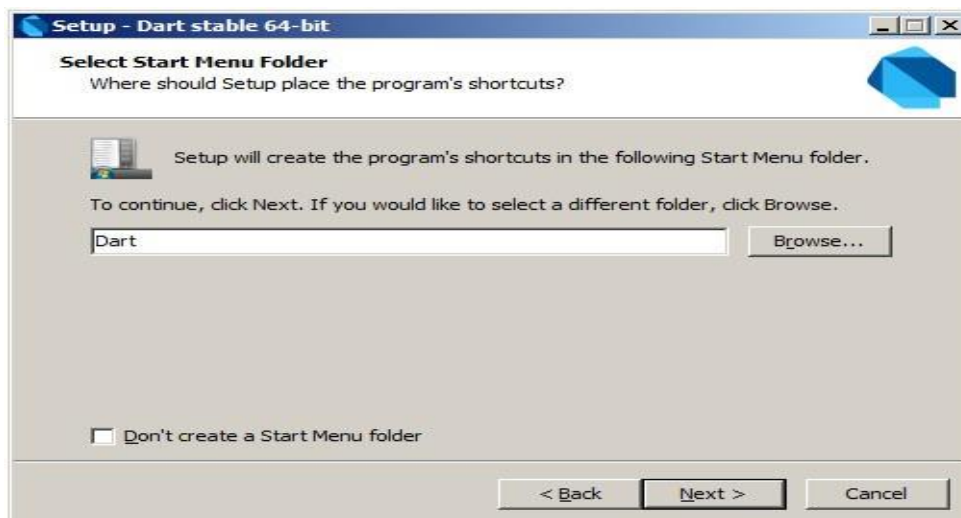 Setup - Dart stable 64-bit
Select Start Menu Folder
Where should Setup place the program's shortcuts?
Setup will create the program's shortcuts in the following Start Menu folder.
To continue, click Next. If you would like to select a different folder, click Browse.
Dart
Browse...
Don't create a Start Menu folder
< Back
Next >
Cancel